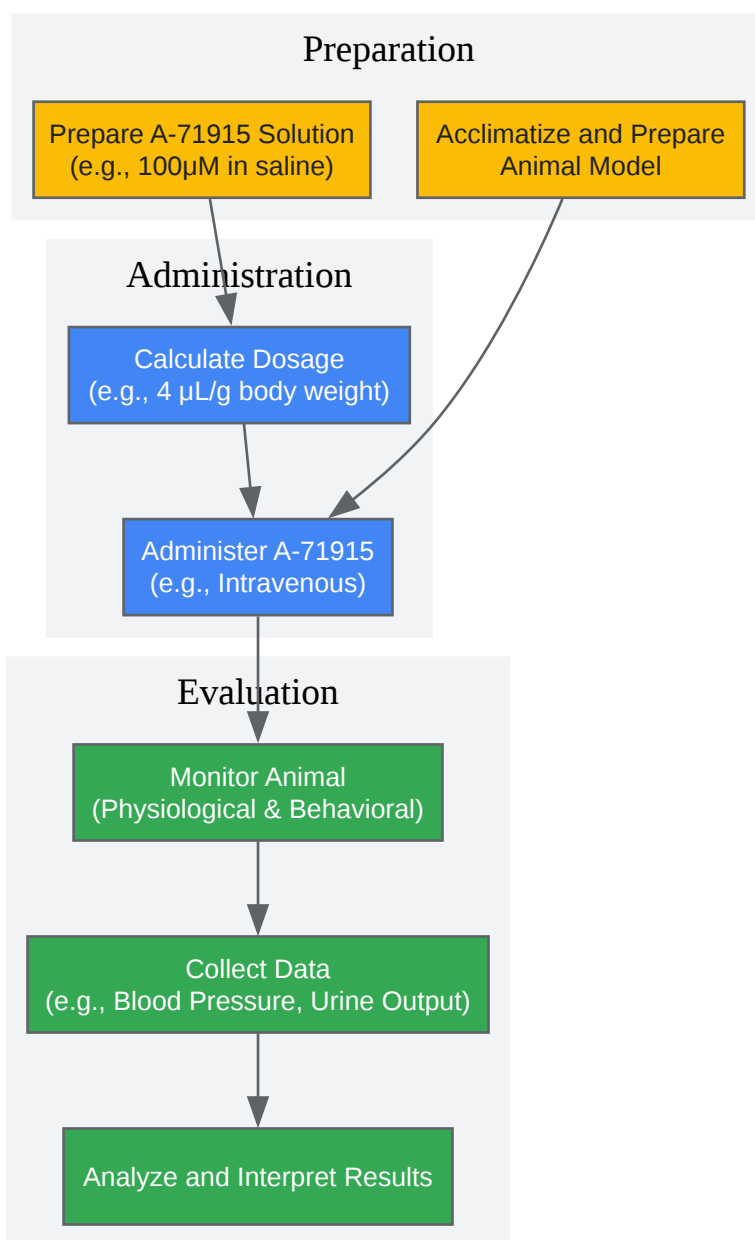 Preparation
Prepare A-71915 Solution
(e.g., 100μM in saline)
Acclimatize and Prepare
Animal Model
Administration
Calculate Dosage
(e.g., 4 μL/g body weight)
Administer A-71915
(e.g., Intravenous)
Evaluation
Monitor Animal
(Physiological & Behavioral)
Collect Data
(e.g., Blood Pressure, Urine Output)
Analyze and Interpret Results